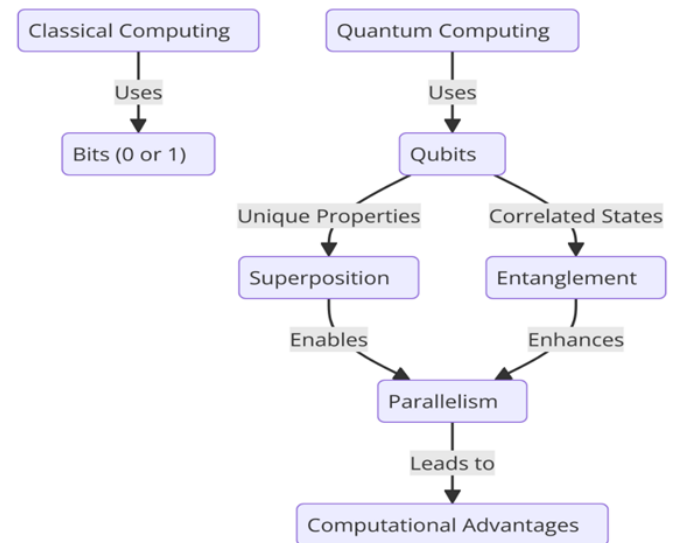 Classical Computing
Quantum Computing
Uses
Uses
Bits (0 or 1)
Qubits
Unique Properties
Correlated States
Superposition
Entanglement
Enables
Enhances
Parallelism
Leads to
Computational Advantages